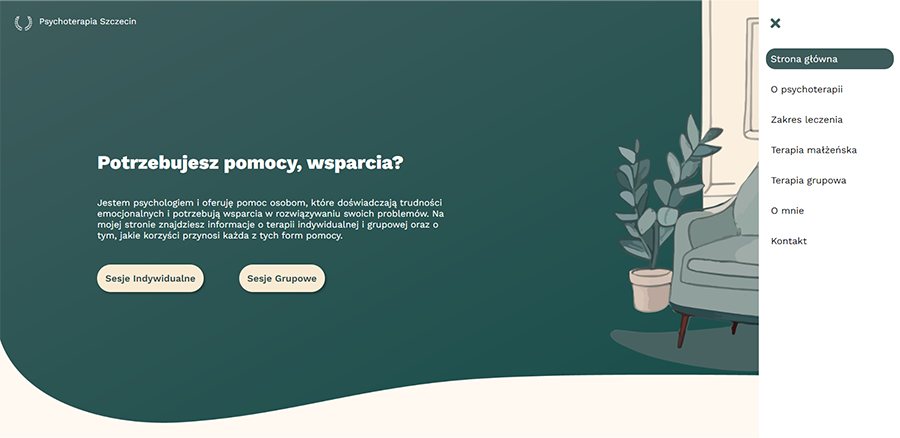 Psychoterapia Szczecin
Potrzebujesz pomocy, wsparcia?
Jestem psychologiem i oferuję pomoc osobom, które doświadczają trudności
emocjonalnych i potrzebują wsparcia w rozwiązywaniu swoich problemów. Na
mojej stronie znajdziesz informacje o terapii indywidualnej i grupowej oraz o
tym, jakie korzyści przynosi każda z tych form pomocy.
Sesje Indywidualne
Sesje Grupowe
Strona główna
O psychoterapii
Zakres leczenia
Terapia małżeńska
Terapia grupowa
O mnie
Kontakt